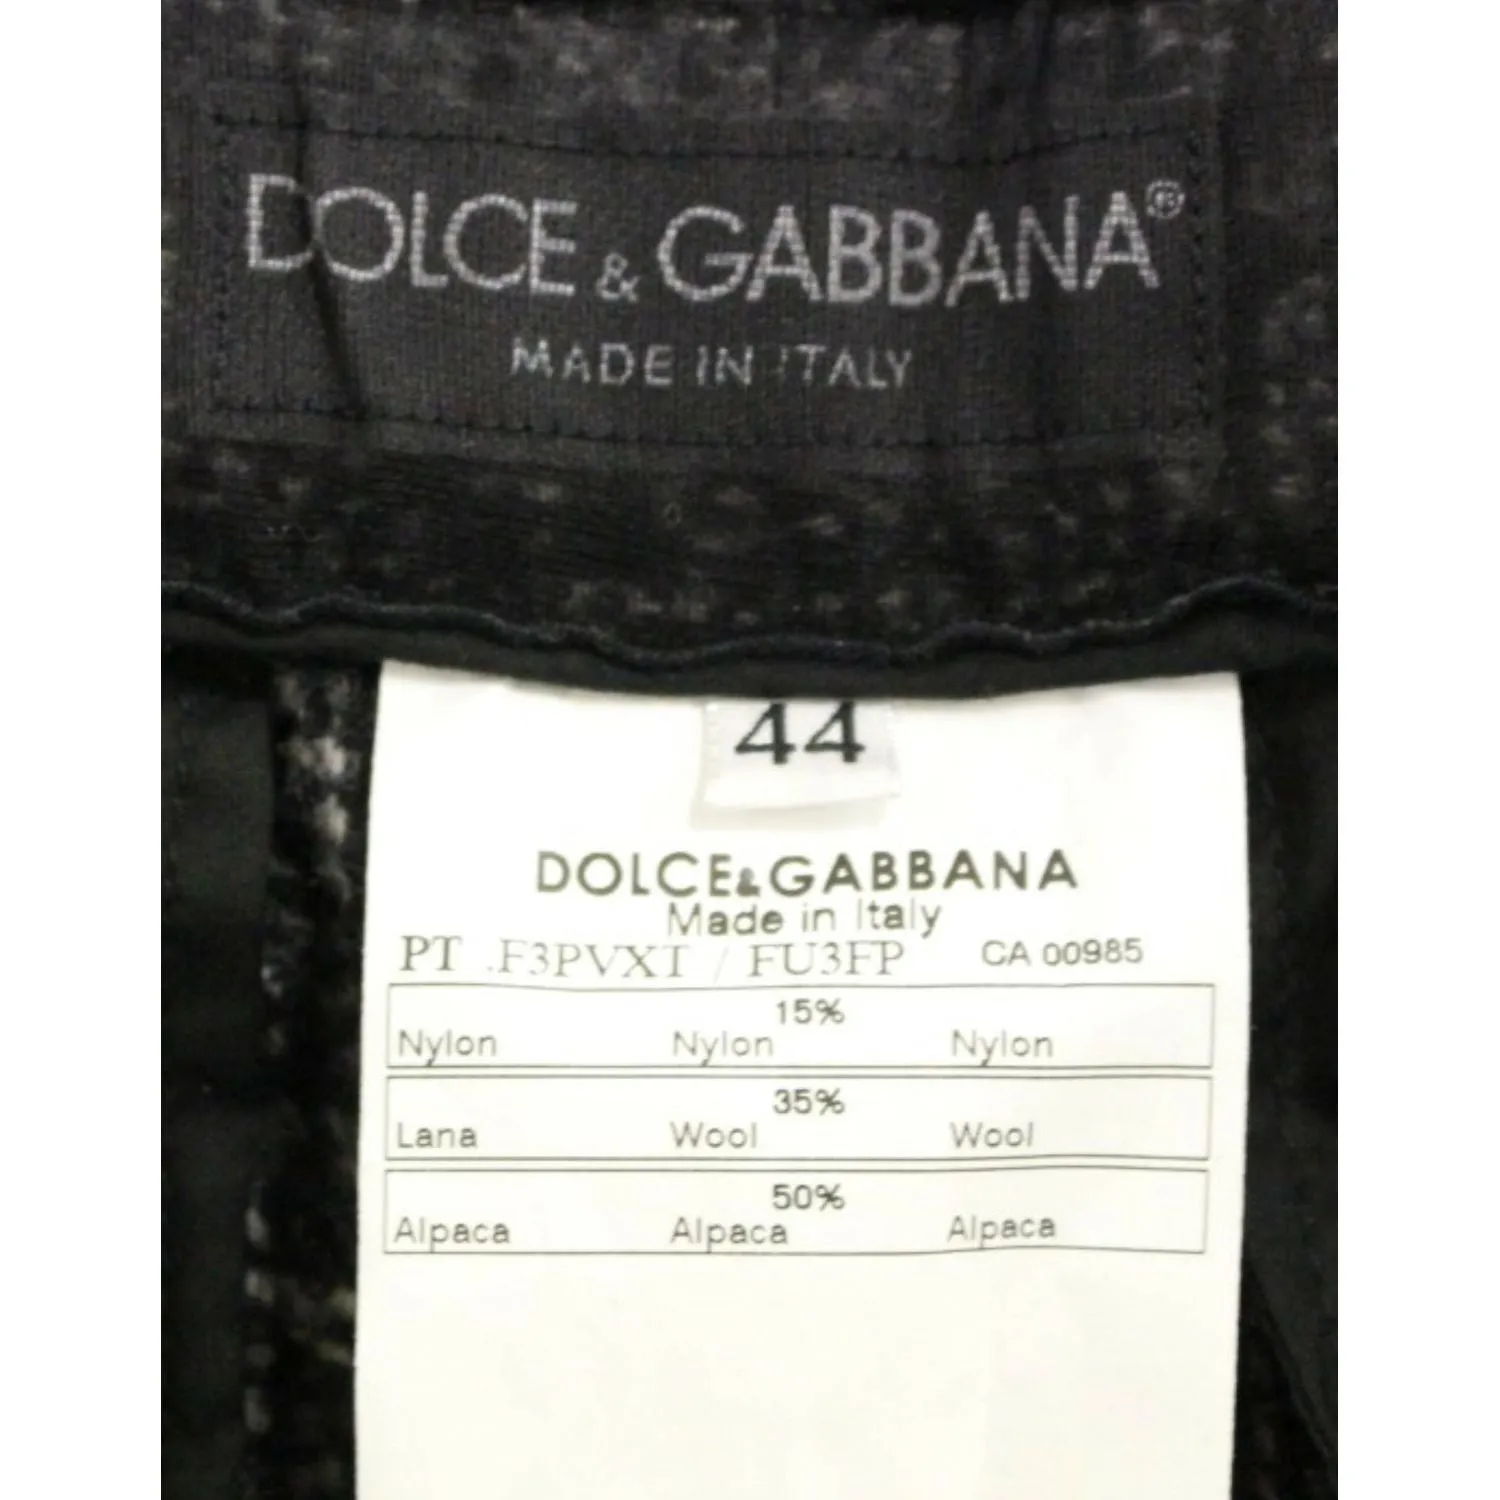 DOLCE & GABBANA®
MADE IN ITALY
44
DOLCE&GABBANA
Made in Italy
PT .F3PVXT / FU3FP CA 00985
15%
Nylon Nylon Nylon
35%
Lana Wool Wool
50%
Alpaca Alpaca Alpaca